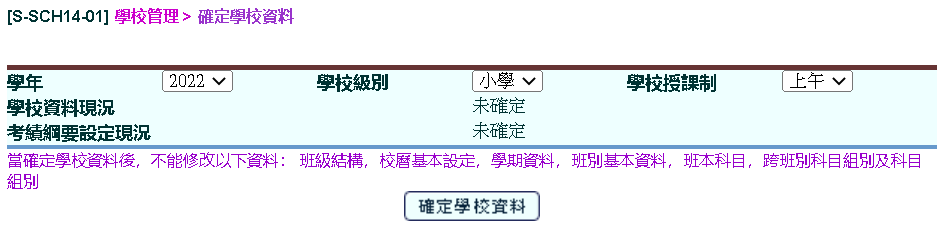 [S-SCH14-01] 學校管理 > 確定學校資料
學年 2022 學校級別 小學 學校授課制 上午
學校資料現況 未確定
考績綱要設定現況 未確定
當確定學校資料後，不能修改以下資料： 班級結構，校曆基本設定，學期資料，班別基本資料，班本科目，跨班別科目組別及科目
組別
確定學校資料